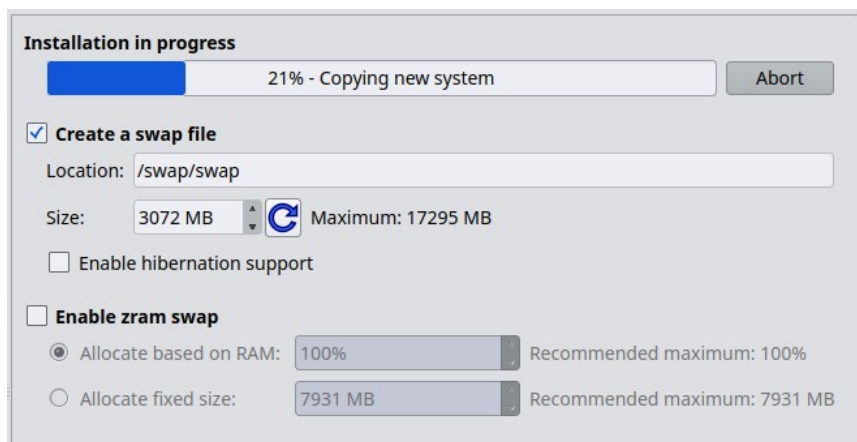 Installation in progress
21% - Copying new system Abort
Create a swap file
Location: /swap/swap
Size: 3072 MB Maximum: 17295 MB
Enable hibernation support
Enable zram swap
Allocate based on RAM: 100% Recommended maximum: 100%
Allocate fixed size: 7931 MB Recommended maximum: 7931 MB